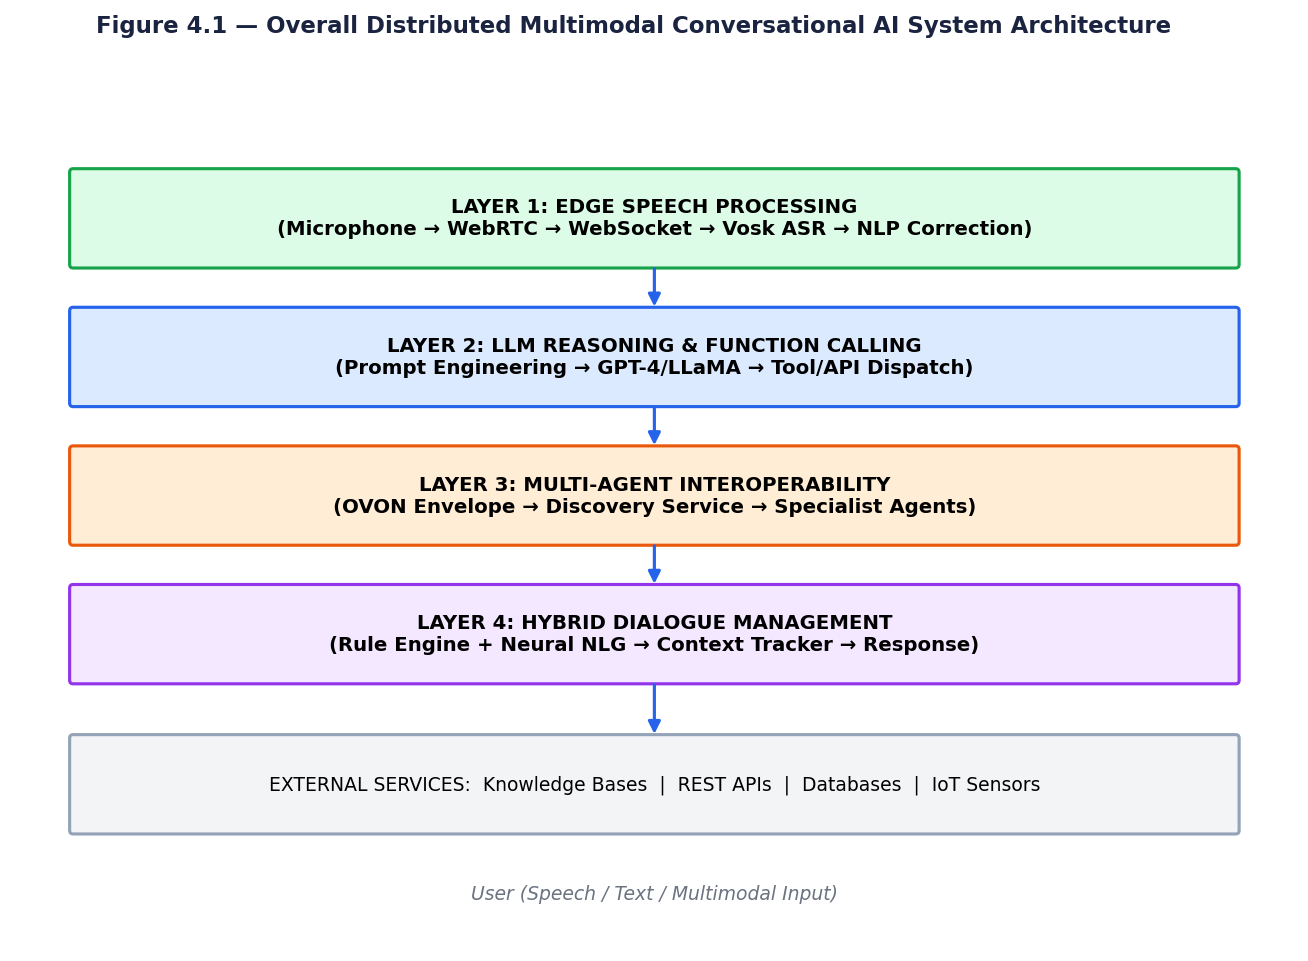 Figure 4.1 — Overall Distributed Multimodal Conversational AI System Architecture
LAYER 1: EDGE SPEECH PROCESSING
(Microphone → WebRTC → WebSocket → Vosk ASR → NLP Correction)
LAYER 2: LLM REASONING & FUNCTION CALLING
(Prompt Engineering → GPT-4/LLaMA → Tool/API Dispatch)
LAYER 3: MULTI-AGENT INTEROPERABILITY
(OVON Envelope → Discovery Service → Specialist Agents)
LAYER 4: HYBRID DIALOGUE MANAGEMENT
(Rule Engine + Neural NLG → Context Tracker → Response)
EXTERNAL SERVICES:  Knowledge Bases  |  REST APIs  |  Databases  |  IoT Sensors
User (Speech / Text / Multimodal Input)